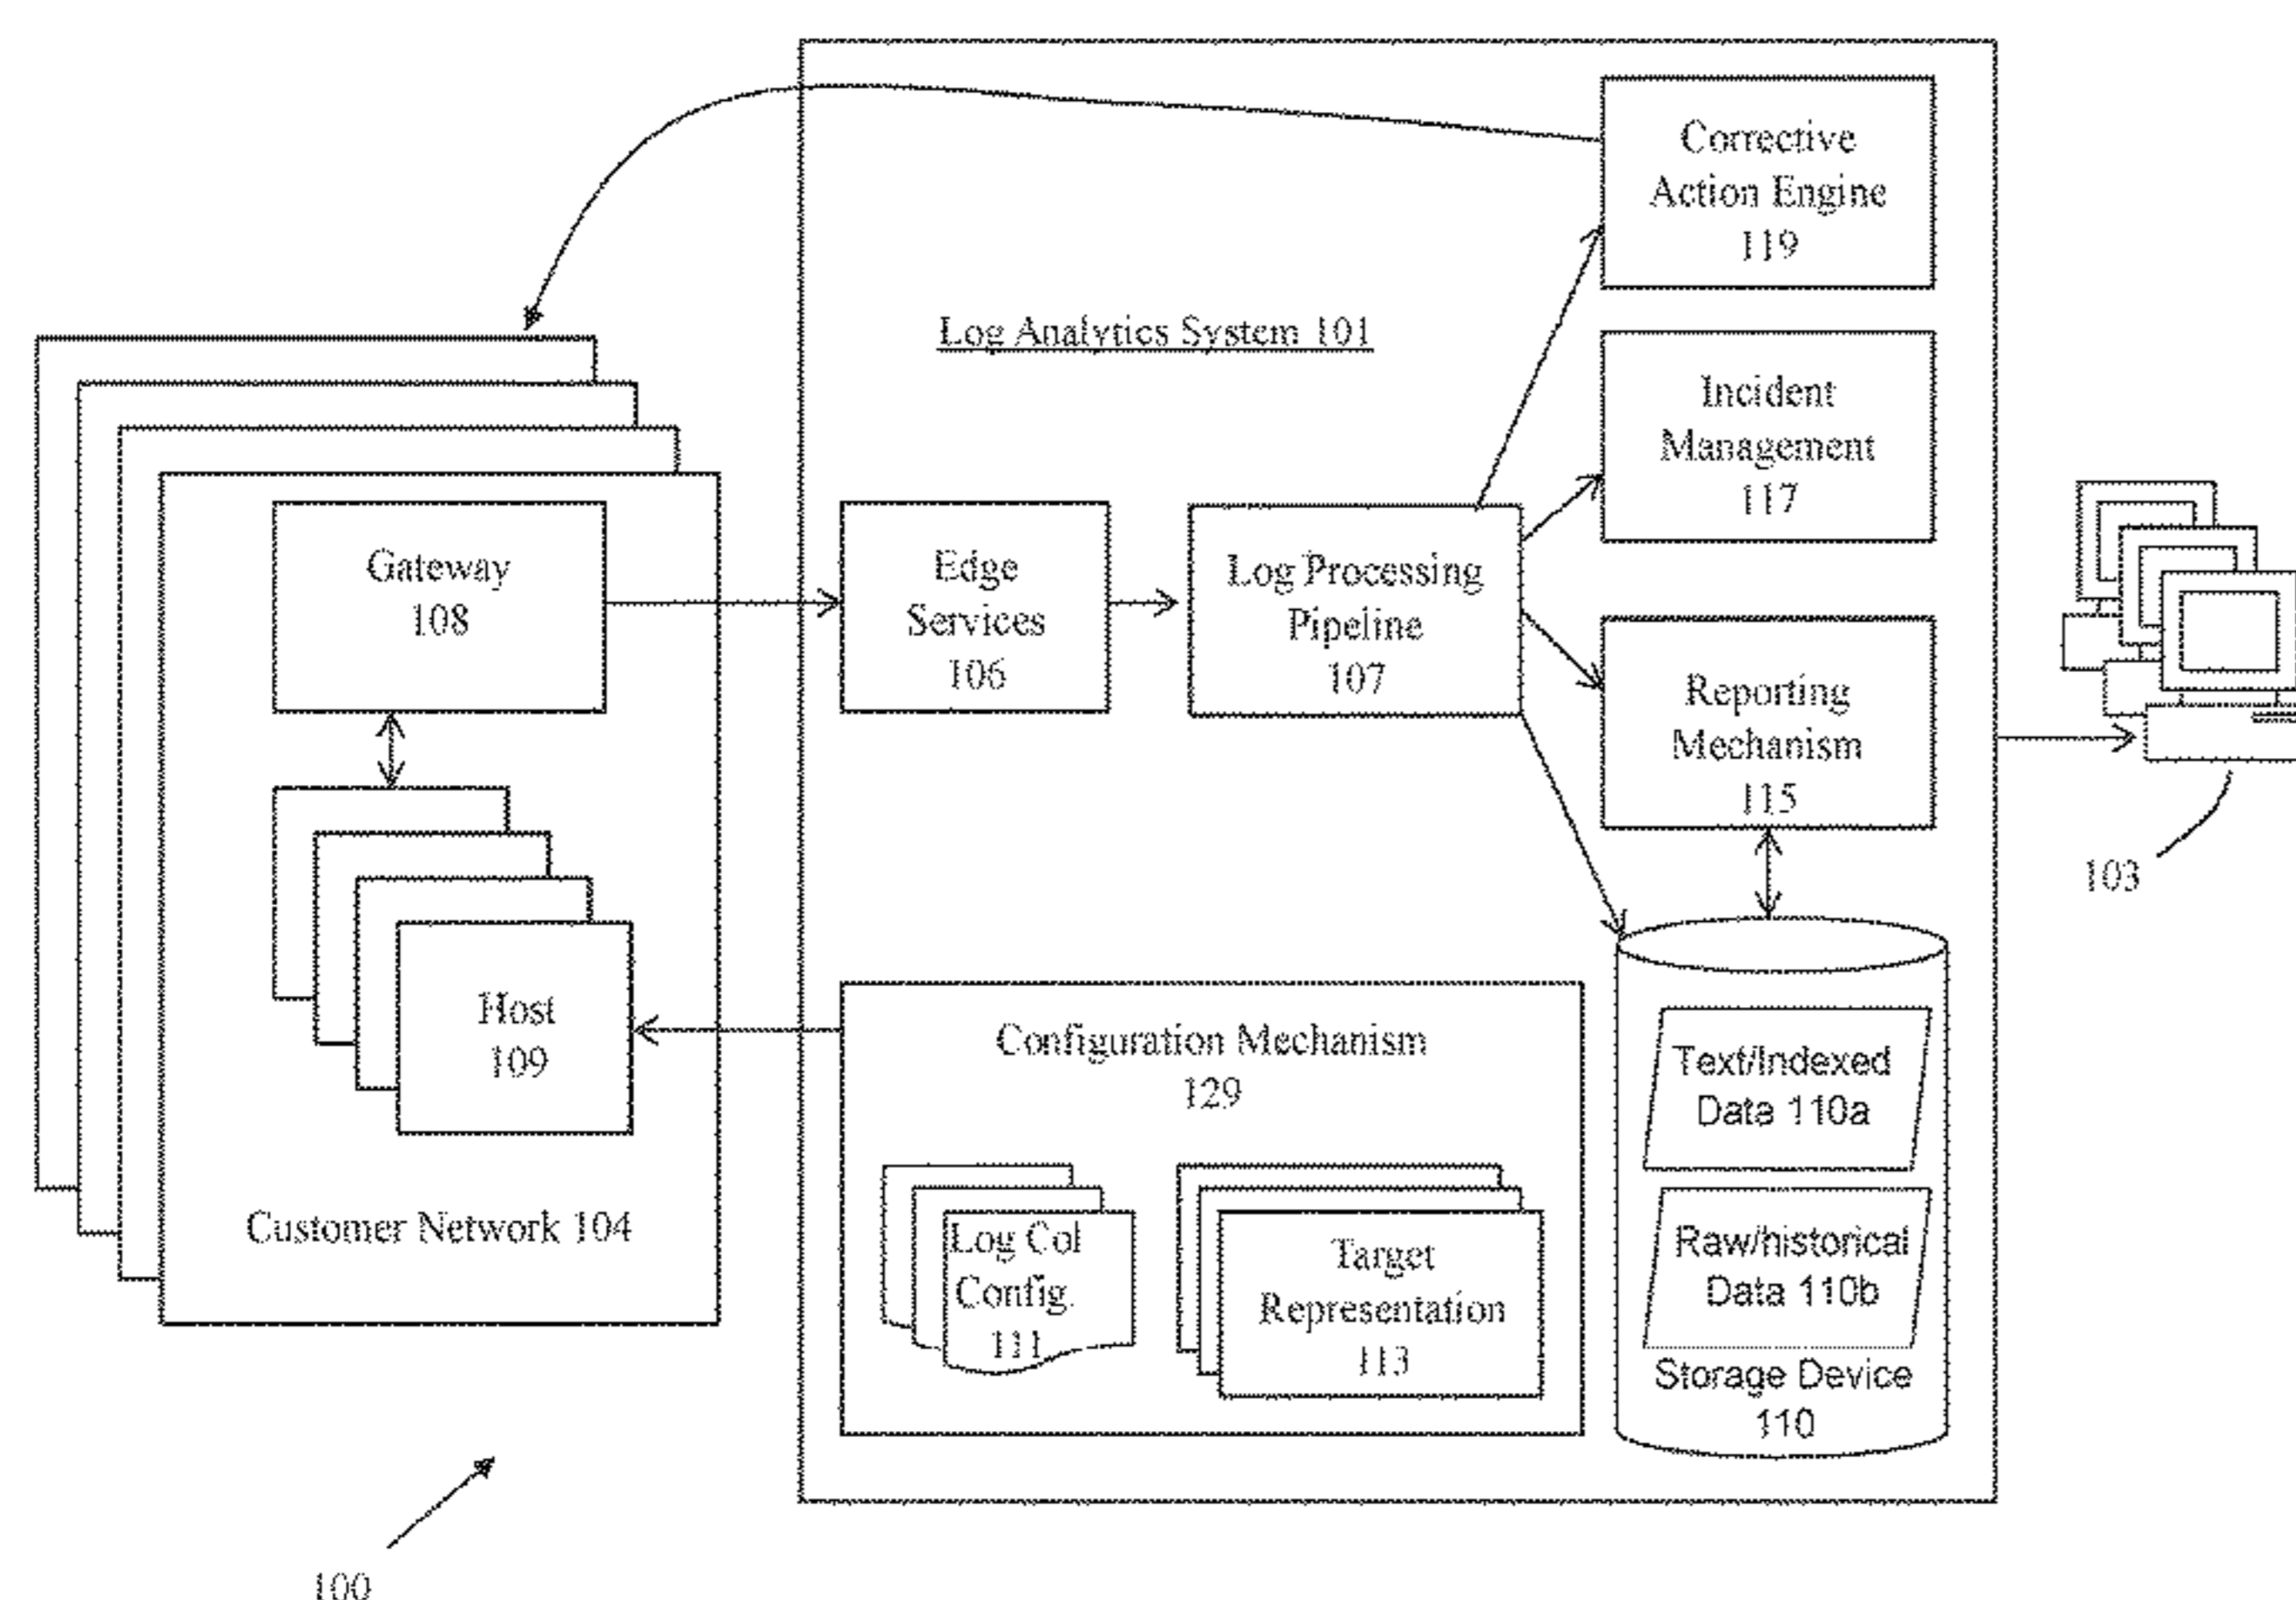 Corrective
Action Engine
119
Log Analytics System 101
Incident
Management
117
Gateway
108
Edge
Services
106
Log Processing
Pipeline
107
Reporting
Mechanism
115
103
Host
109
Customer Network 104
Configuration Mechanism
129
Log Col
Config.
111
Target
Representation
113
Text/Indexed
Data 110a
Raw/historical
Data 110b
Storage Device
110
100